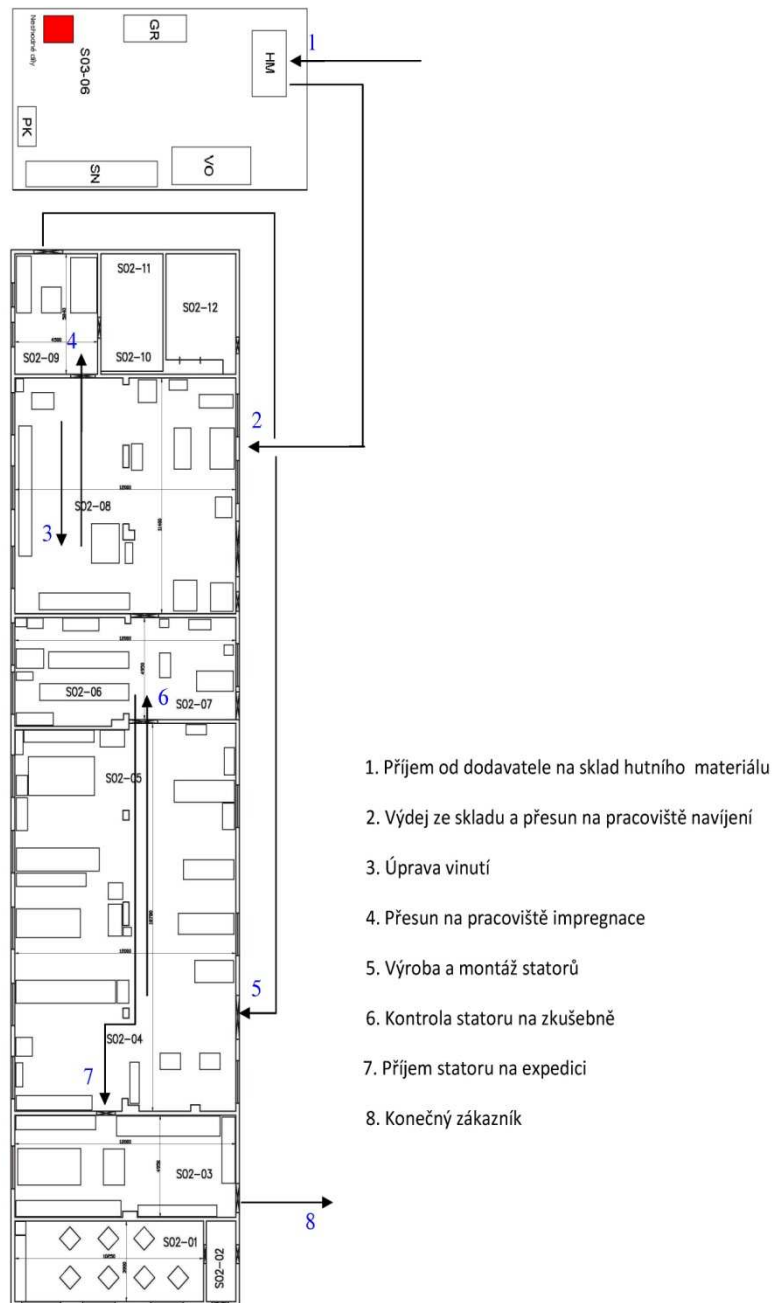 Neshodné díly
S03-06
GR
HM
1
PK
SN
VO
S02-11
S02-12
4
S02-09
S02-10
2
S02-08
3
S02-06
6
S02-07
S02-05
5
S02-04
7
S02-03
8
S02-01
S02-02
1. Příjem od dodavatele na sklad hutního materiálu
2. Výdej ze skladu a přesun na pracoviště navíjení
3. Úprava vinutí
4. Přesun na pracoviště impregnace
5. Výroba a montáž statorů
6. Kontrola statoru na zkušebně
7. Příjem statoru na expedici
8. Konečný zákazník